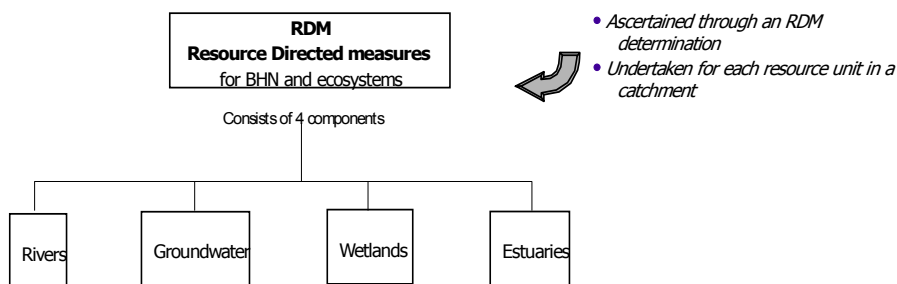 RDM
Resource Directed measures
for BHN and ecosystems
• Ascertained through an RDM
determination
• Undertaken for each resource unit in a
catchment
Consists of 4 components
Rivers
Groundwater
Wetlands
Estuaries